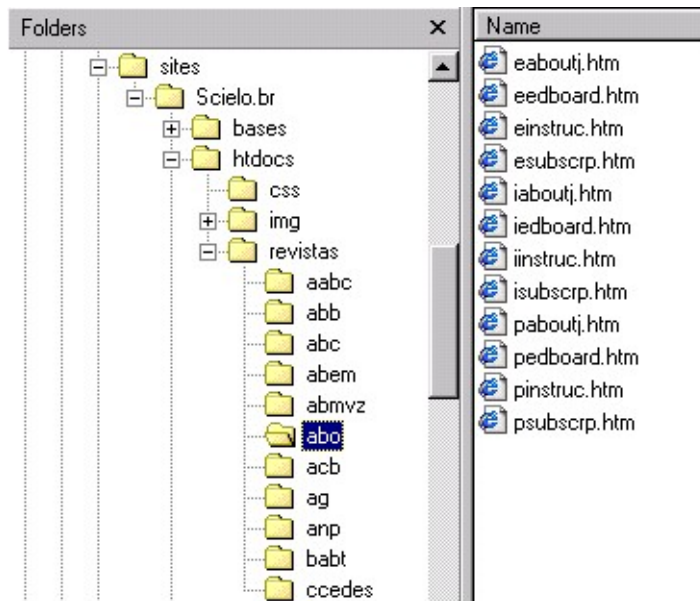 Folders
sites
Scielo.br
bases
htdocs
css
img
revistas
aabc
abb
abc
abem
abmvz
abo
acb
ag
anp
babt
ccedes
Name
eaboutj.htm
eedboard.htm
einstruc.htm
esubscrp.htm
iaboutj.htm
iedboard.htm
iinstruc.htm
isubscrp.htm
paboutj.htm
pedboard.htm
pinstruc.htm
psubscrp.htm